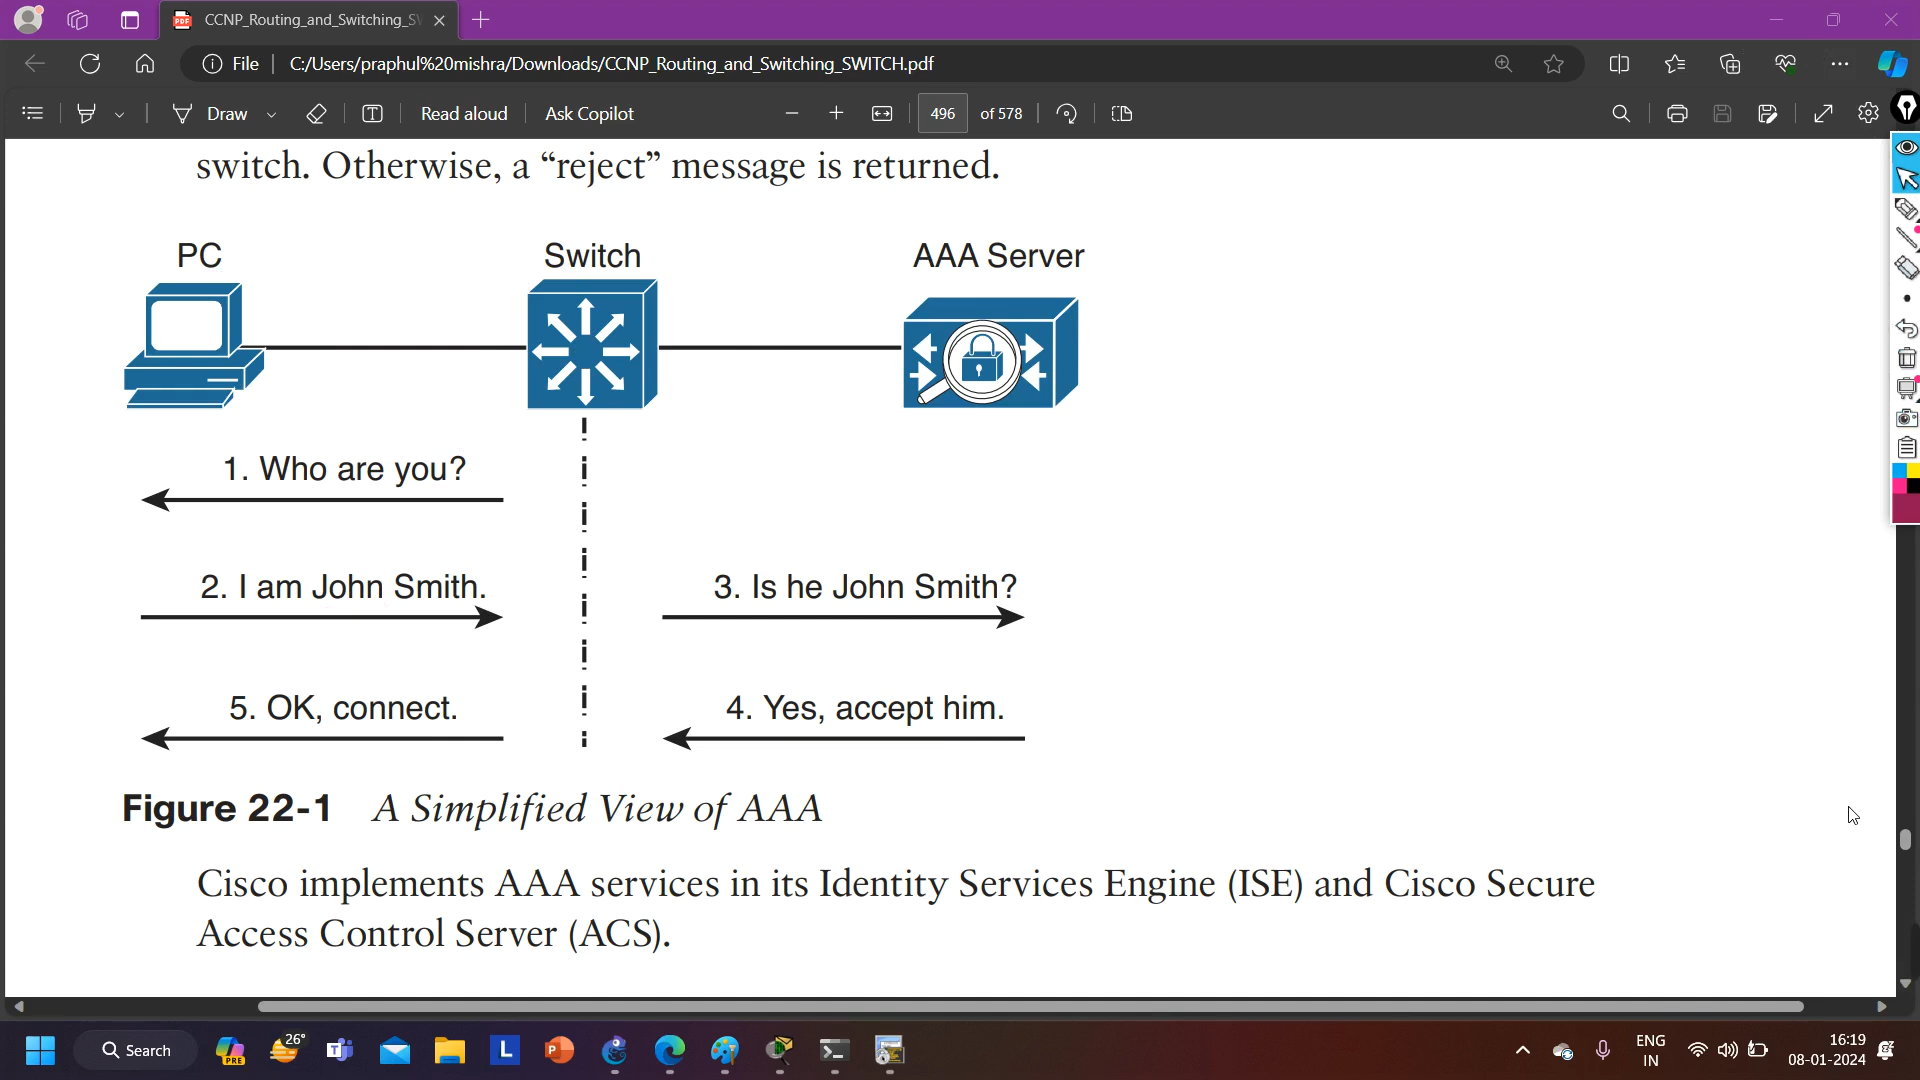 CCNP_Routing_and_Switching_S
File
C:/Users/praphul%20mishra/Downloads/CCNP_Routing_and_Switching_SWITCH.pdf
Draw
Read aloud
Ask Copilot
496 of 578
switch. Otherwise, a “reject” message is returned.
PC
Switch
AAA Server
1. Who are you?
2. I am John Smith.
3. Is he John Smith?
5. OK, connect.
4. Yes, accept him.
Figure 22-1 A Simplified View of AAA
Cisco implements AAA services in its Identity Services Engine (ISE) and Cisco Secure
Access Control Server (ACS).
Search
PRE
26°
ENG
IN
16:19
08-01-2024